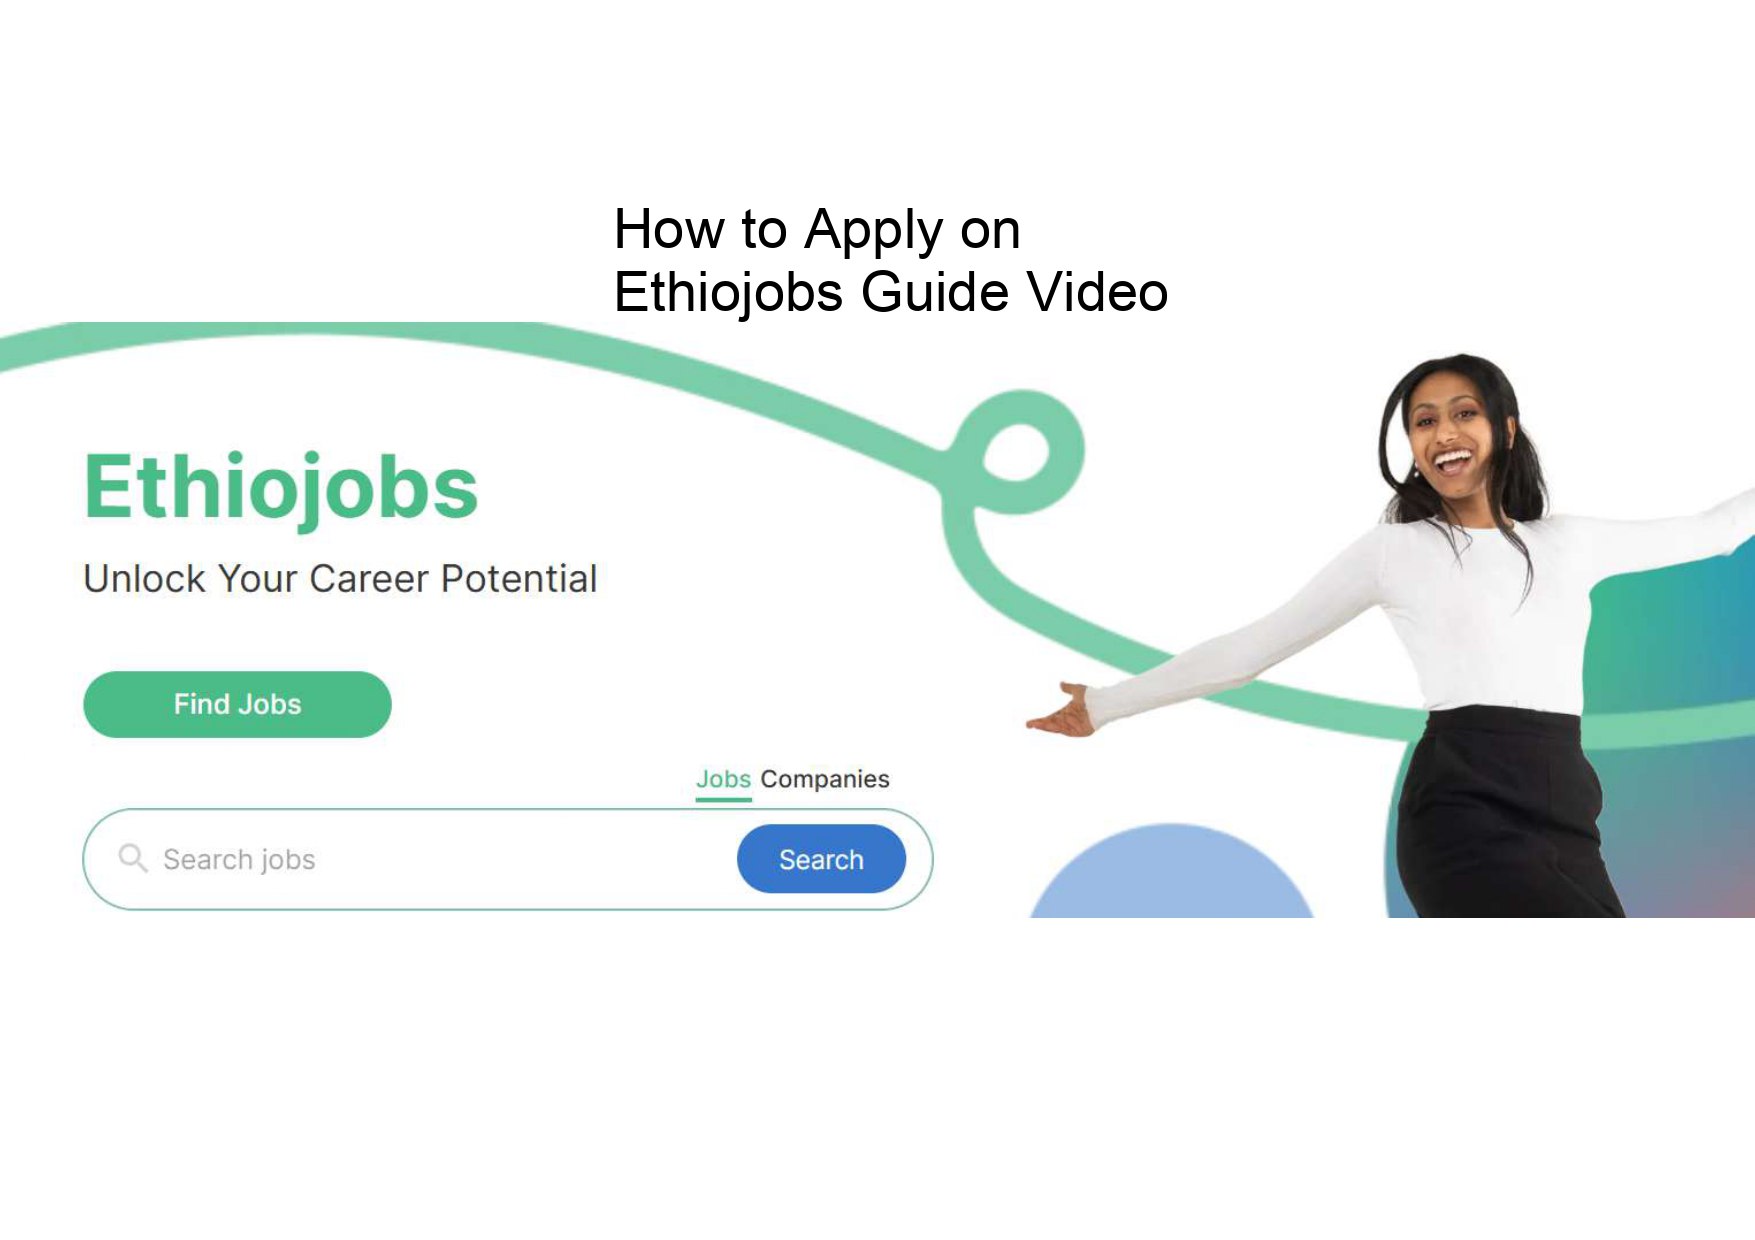 How to Apply on
Ethiojobs Guide Video
Ethiojobs
Unlock Your Career Potential
Find Jobs
Jobs Companies
Search jobs
Search